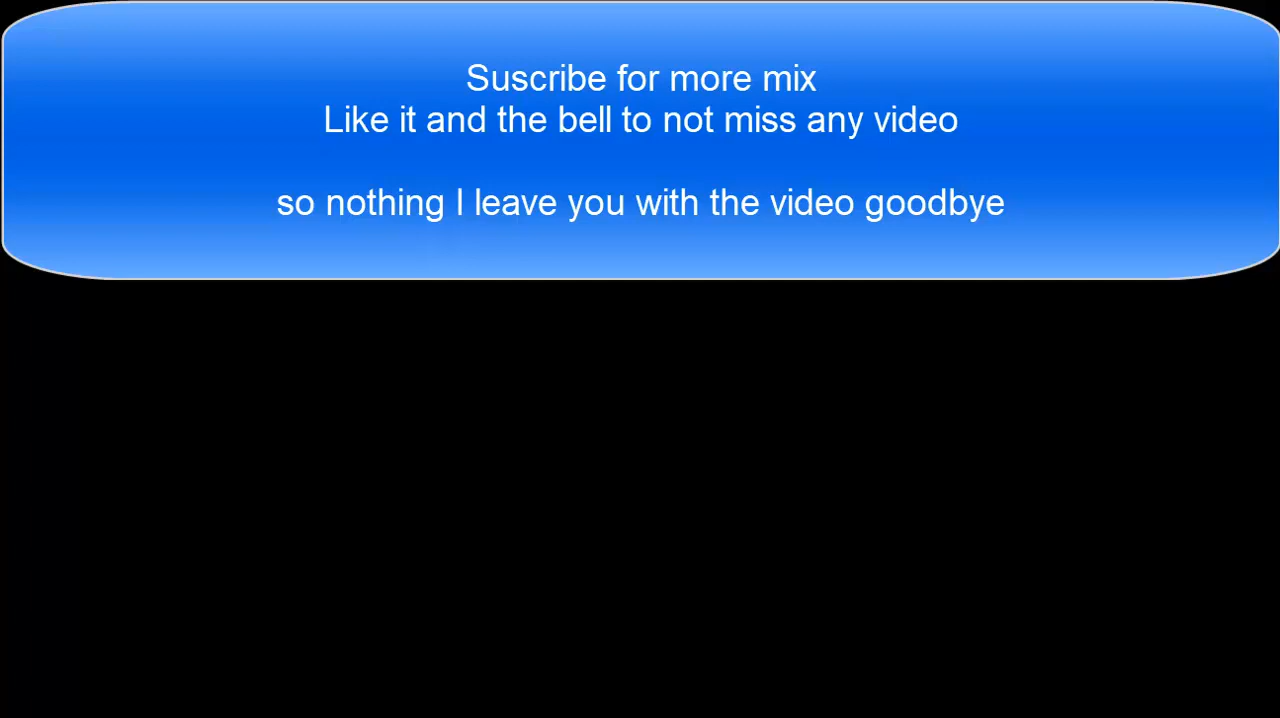 Suscribe for more mix
Like it and the bell to not miss any video
so nothing I leave you with the video goodbye